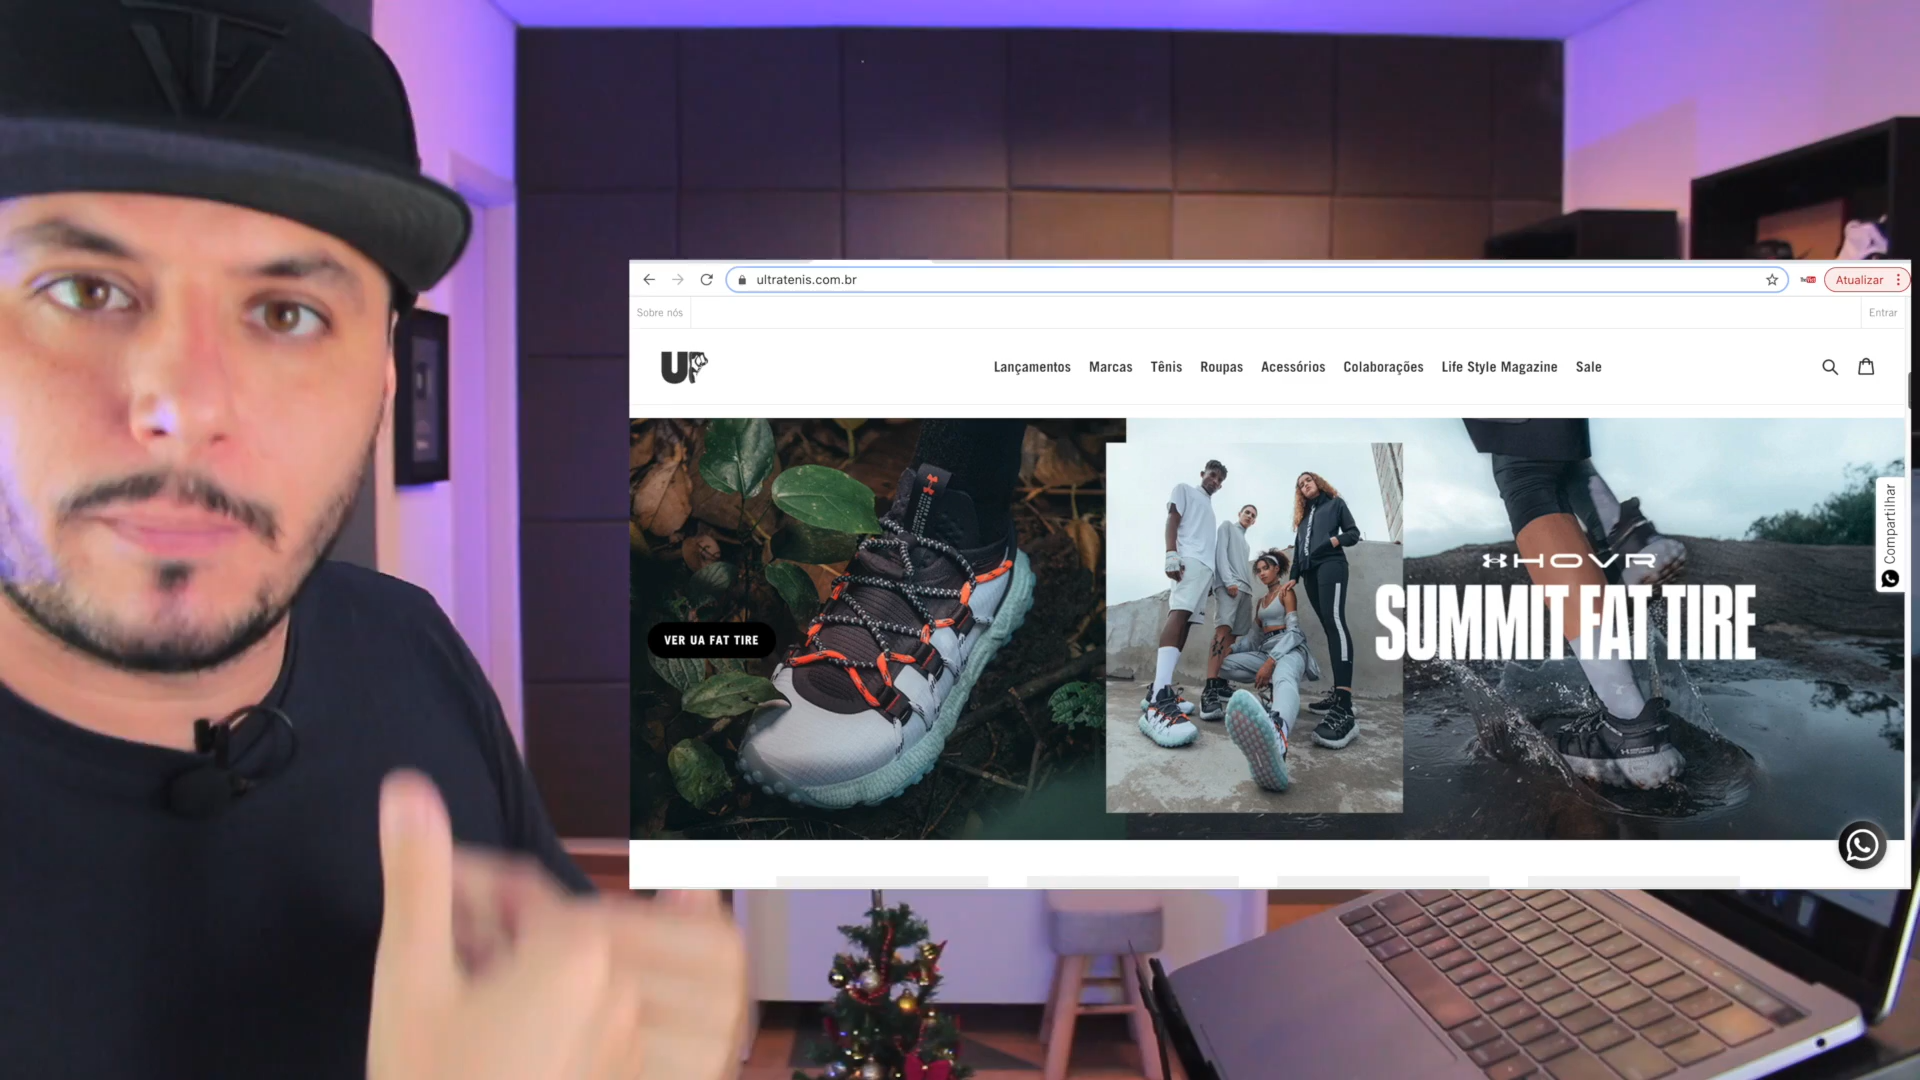 ultratenis.com.br
Atualizar
Sobre nós
Entrar
UP
Lançamentos Marcas Tênis Roupas Acessórios Colaborações Life Style Magazine Sale
Compartilhar
HOVR
SUMMIT FAT TIRE
VER UA FAT TIRE